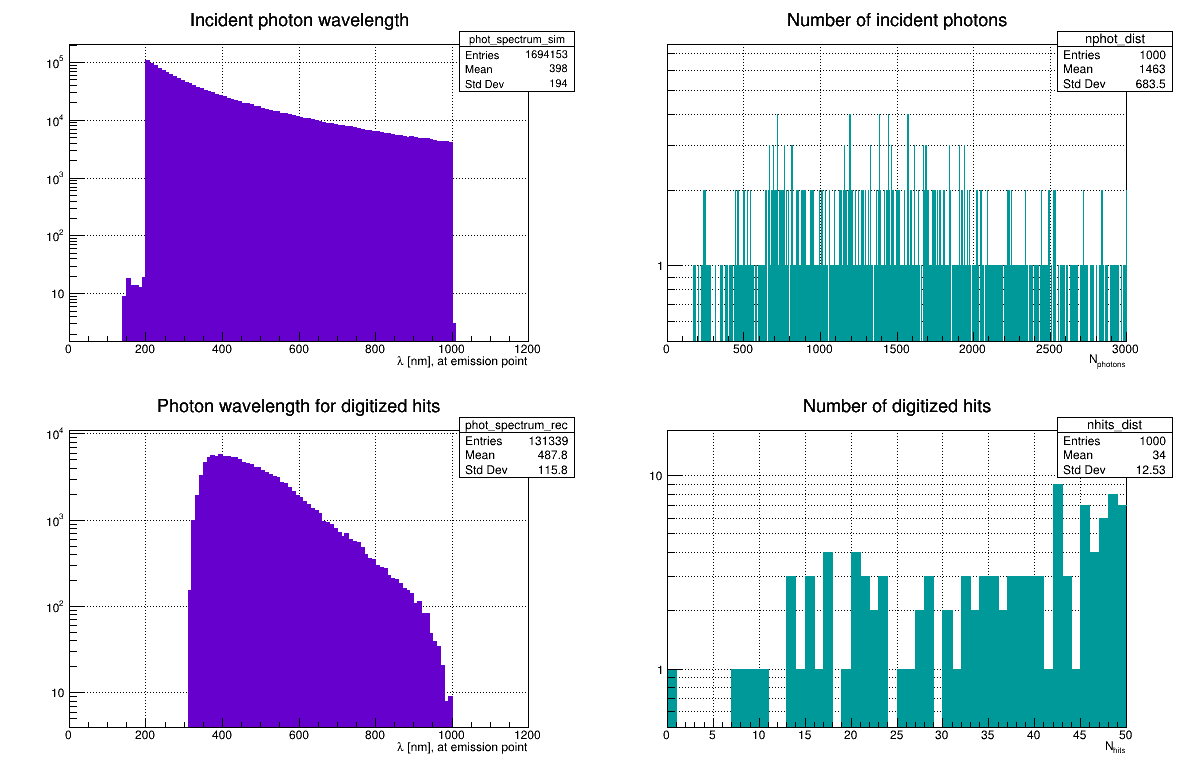 Incident photon wavelength
phot_spectrum_sim
Entries 1694153
Mean 398
Std Dev 194
10^5
10^4
10^3
10^2
10
0 200 400 600 800 1000 1200
λ [nm], at emission point
Number of incident photons
nphot_dist
Entries 1000
Mean 1463
Std Dev 683.5
1
0 500 1000 1500 2000 2500 3000
N_photons
Photon wavelength for digitized hits
phot_spectrum_rec
Entries 131339
Mean 487.8
Std Dev 115.8
10^4
10^3
10^2
10
0 200 400 600 800 1000 1200
λ [nm], at emission point
Number of digitized hits
nhits_dist
Entries 1000
Mean 34
Std Dev 12.53
10
1
0 5 10 15 20 25 30 35 40 45 50
N_hits